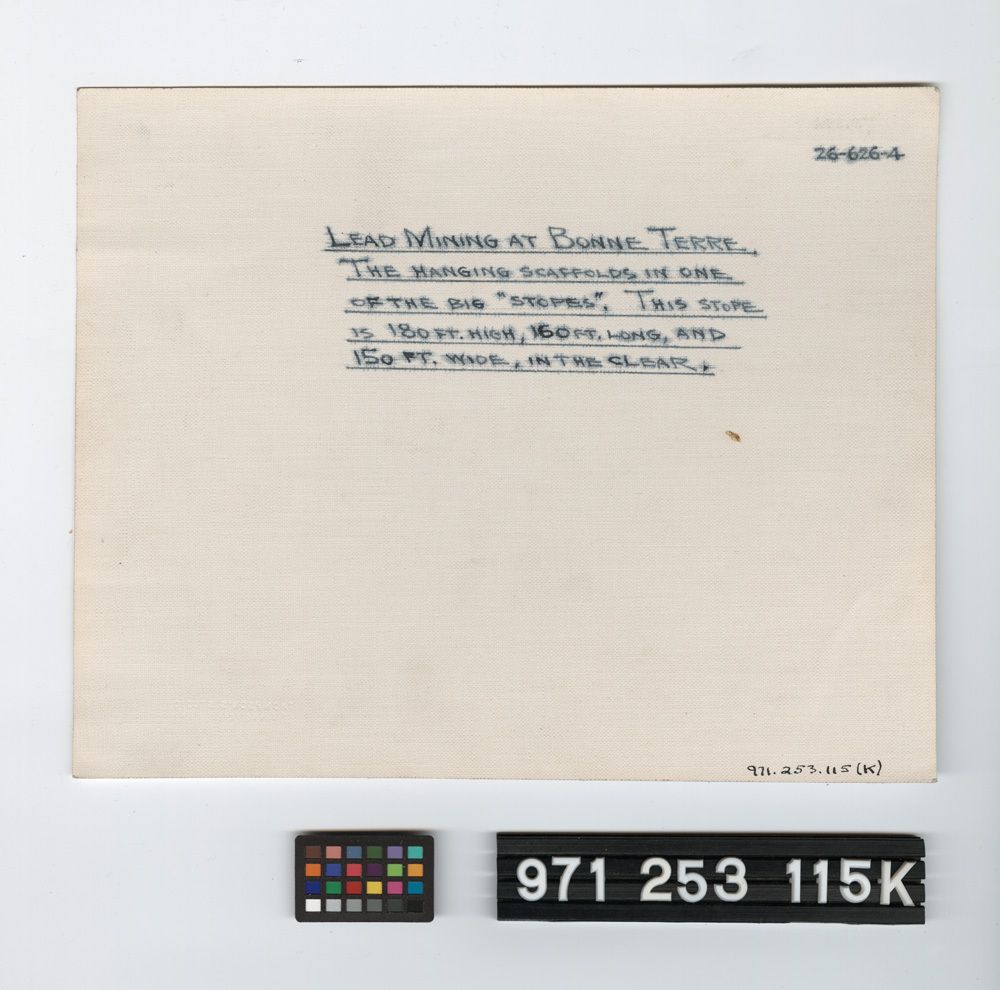 26-626-4
LEAD MINING AT BONNE TERRE.
THE HANGING SCAFFOLDS IN ONE
OF THE BIG "STOPES". THIS STOPE
IS 180 FT. HIGH, 160 FT. LONG, AND
150 FT. WIDE, IN THE CLEAR.
971.253.115(K)
971 253 115K